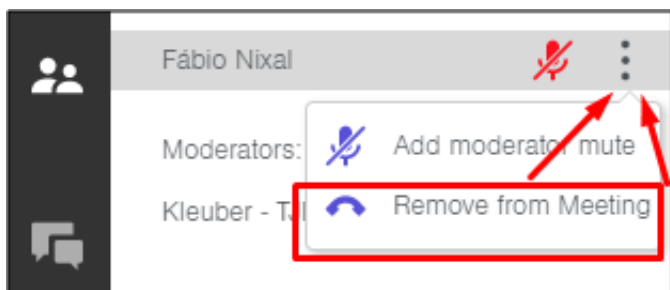 Fábio Nixal
Add moderator mute
Moderators:
Remove from Meeting
Kleuber - TJ